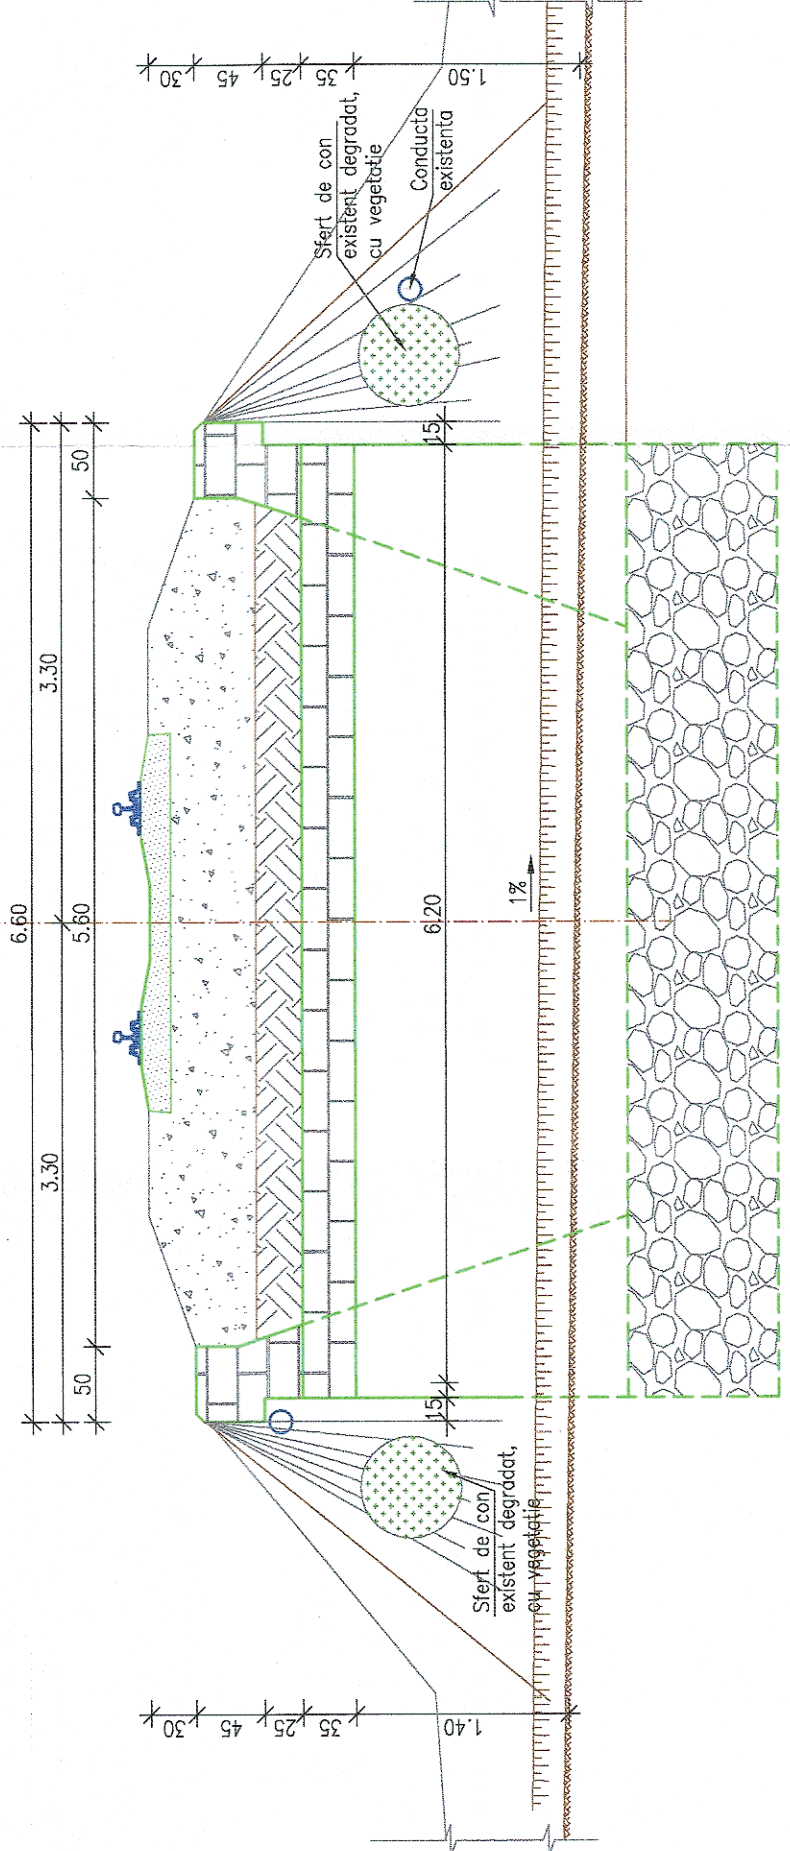 6.60
3.30
3.30
50
5.60
50
30
45
25
35
1.50
Sfert de con
existent degradat,
cu vegetatie
Conducta
existenta
15
6.20
15
1%
Sfert de con
existent degradat,
cu vegetatie
30
45
25
35
1.40